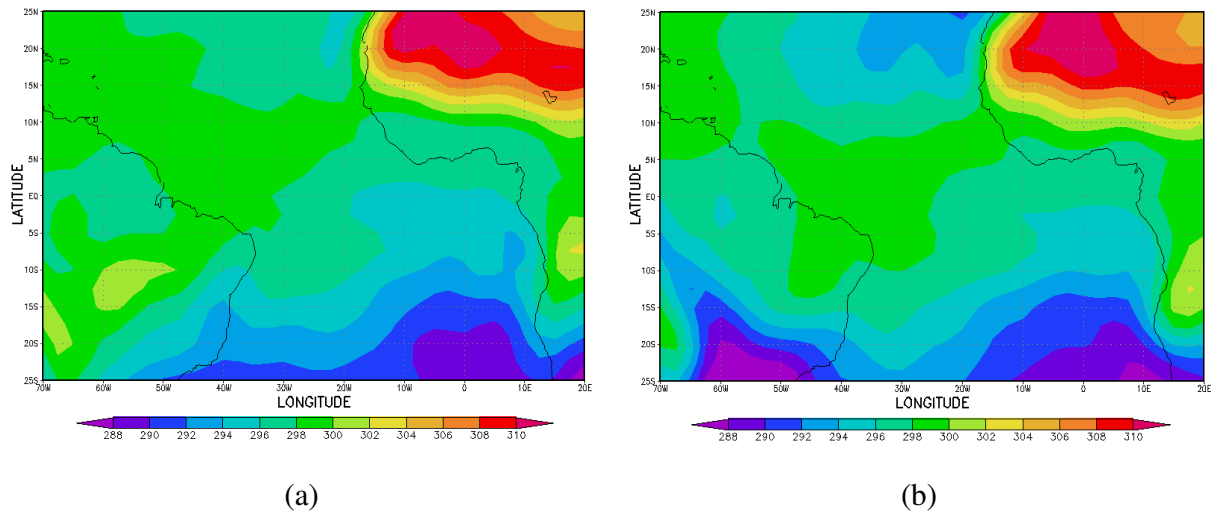 25N
20N
15N
10N
5N
EQ
5S
10S
15S
20S
25S
LATITUDE
70W 60W 50W 40W 30W 20W 10W 0 10E 20E
LONGITUDE
288 290 292 294 296 298 300 302 304 306 308 310
(a)
25N
20N
15N
10N
5N
EQ
5S
10S
15S
20S
25S
LATITUDE
70W 60W 50W 40W 30W 20W 10W 0 10E 20E
LONGITUDE
288 290 292 294 296 298 300 302 304 306 308 310
(b)